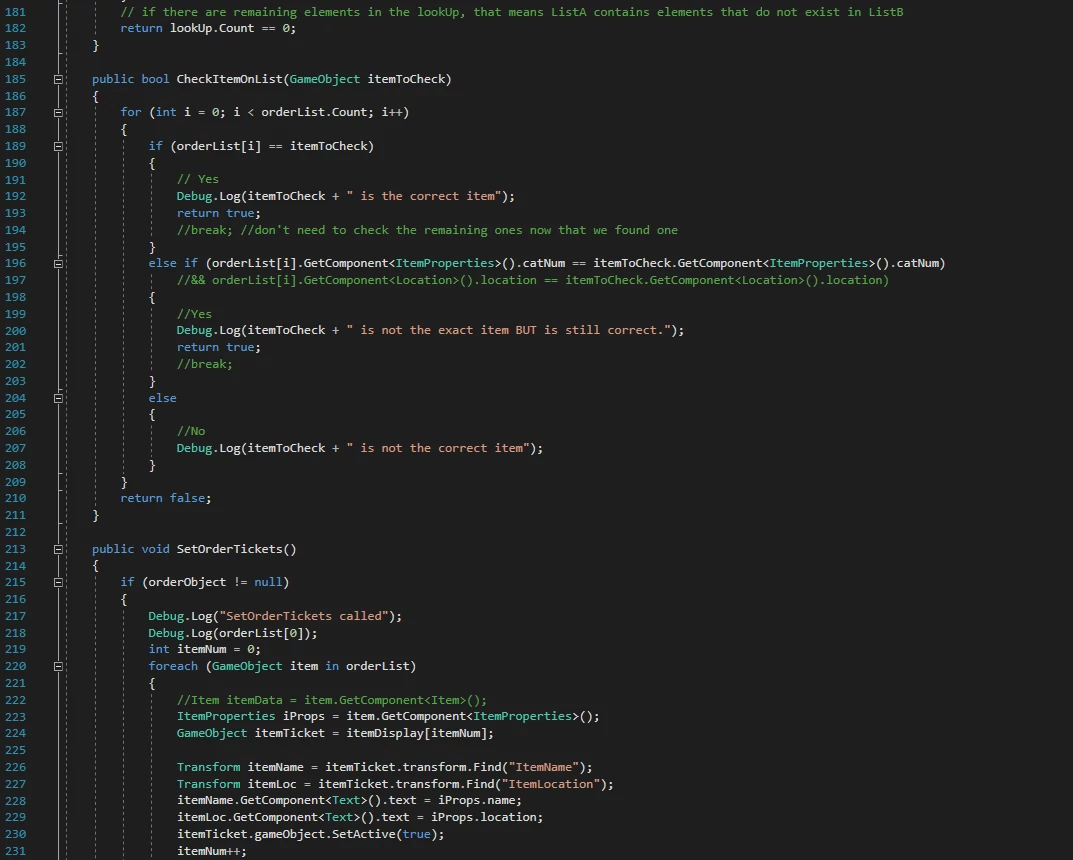 181 // if there are remaining elements in the lookUp, that means ListA contains elements that do not exist in ListB
182 return lookUp.Count == 0;
183 }
184
185 public bool CheckItemOnList(GameObject itemToCheck)
186 {
187 for (int i = 0; i < orderList.Count; i++)
188 {
189 if (orderList[i] == itemToCheck)
190 {
191 // Yes
192 Debug.Log(itemToCheck + " is the correct item");
193 return true;
194 //break; //don't need to check the remaining ones now that we found one
195 }
196 else if (orderList[i].GetComponent<ItemProperties>().catNum == itemToCheck.GetComponent<ItemProperties>().catNum)
197 //&& orderList[i].GetComponent<Location>().location == itemToCheck.GetComponent<Location>().location)
198 {
199 //Yes
200 Debug.Log(itemToCheck + " is not the exact item BUT is still correct.");
201 return true;
202 //break;
203 }
204 else
205 {
206 //No
207 Debug.Log(itemToCheck + " is not the correct item");
208 }
209 }
210 return false;
211 }
212
213 public void SetOrderTickets()
214 {
215 if (orderObject != null)
216 {
217 Debug.Log("SetOrderTickets called");
218 Debug.Log(orderList[0]);
219 int itemNum = 0;
220 foreach (GameObject item in orderList)
221 {
222 //Item itemData = item.GetComponent<Item>();
223 ItemProperties iProps = item.GetComponent<ItemProperties>();
224 GameObject itemTicket = itemDisplay[itemNum];
225
226 Transform itemName = itemTicket.transform.Find("ItemName");
227 Transform itemLoc = itemTicket.transform.Find("ItemLocation");
228 itemName.GetComponent<Text>().text = iProps.name;
229 itemLoc.GetComponent<Text>().text = iProps.location;
230 itemTicket.gameObject.SetActive(true);
231 itemNum++;